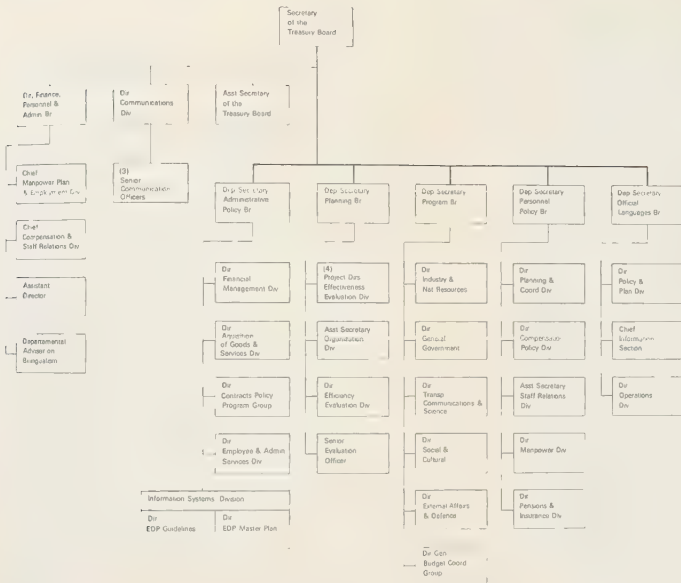 Secretary
of the
Treasury Board
Dir, Finance,
Personnel &
Admin Br
Dir
Communications
Div
Asst Secretary
of the
Treasury Board
Chief
Manpower Plan
& Employment Div
(3)
Senior
Communication
Officers
Chief
Compensation &
Staff Relations Div
Assistant
Director
Departmental
Adviser on
Bilingualism
Dep Secretary
Administrative
Policy Br
Dep Secretary
Planning Br
Dep Secretary
Program Br
Dep Secretary
Personnel
Policy Br
Dep Secretary
Official
Languages Br
Dir
Financial
Management Div
Dir
Acquisition
of Goods &
Services Div
Dir
Contracts Policy
Program Group
Dir
Employee & Admin
Services Div
Information Systems Division
Dir
EDP Guidelines
Dir
EDP Master Plan
(4)
Project Dirs
Effectiveness
Evaluation Div
Asst Secretary
Organization
Div
Dir
Efficiency
Evaluation Div
Senior
Evaluation
Officer
Dir
Industry &
Nat Resources
Dir
General
Government
Dir
Transp
Communications &
Science
Dir
Social &
Cultural
Dir
External Affairs
& Defence
Dir Gen
Budget Coord
Group
Dir
Planning &
Coord Div
Dir
Compensation
Policy Div
Asst Secretary
Staff Relations
Div
Dir
Manpower Div
Dir
Pensions &
Insurance Div
Dir
Policy &
Plan Div
Chief
Information
Section
Dir
Operations
Div